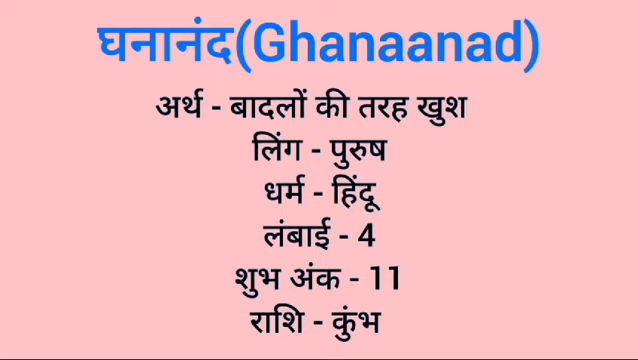 घनानंद(Ghanaanad)
अर्थ - बादलों की तरह खुश
लिंग - पुरुष
धर्म - हिंदू
लंबाई - 4
शुभ अंक - 11
राशि - कुंभ